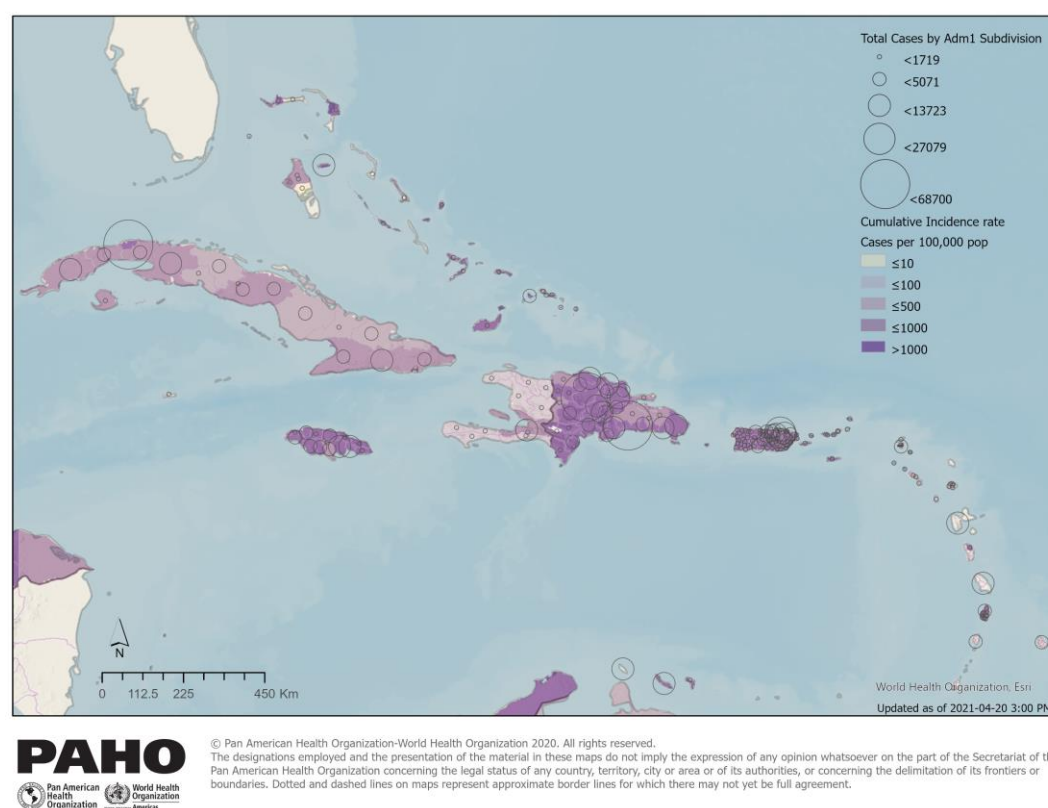 Total Cases by Adm1 Subdivision
<1719
<5071
<13723
<27079
<68700
Cumulative Incidence rate
Cases per 100,000 pop
≤10
≤100
≤500
≤1000
>1000
N
0 112.5 225 450 Km
World Health Organization, Esri
Updated as of 2021-04-20 3:00 PM
PAHO
Pan American
Health
Organization
World Health
Organization
Americas
© Pan American Health Organization-World Health Organization 2020. All rights reserved.
The designations employed and the presentation of the material in these maps do not imply the expression of any opinion whatsoever on the part of the Secretariat of th
Pan American Health Organization concerning the legal status of any country, territory, city or area or of its authorities, or concerning the delimitation of its frontiers or
boundaries. Dotted and dashed lines on maps represent approximate border lines for which there may not yet be full agreement.